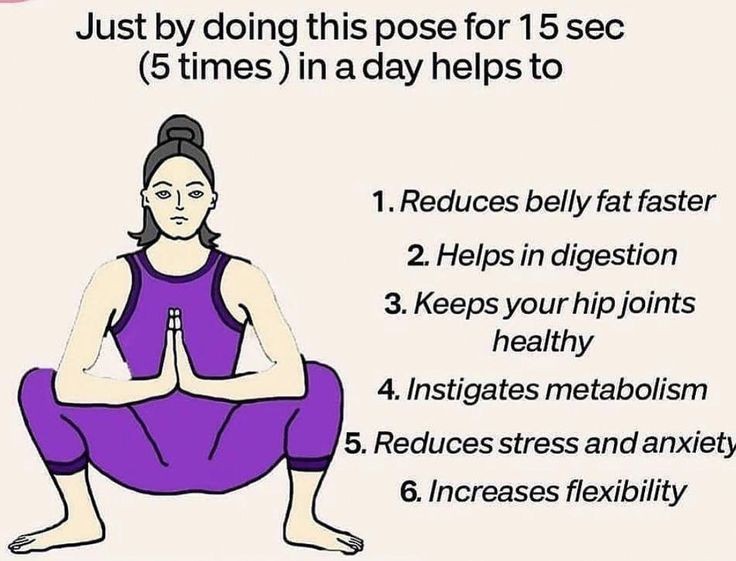 Just by doing this pose for 15 sec
(5 times ) in a day helps to
1. Reduces belly fat faster
2. Helps in digestion
3. Keeps your hip joints
healthy
4. Instigates metabolism
5. Reduces stress and anxiety
6. Increases flexibility